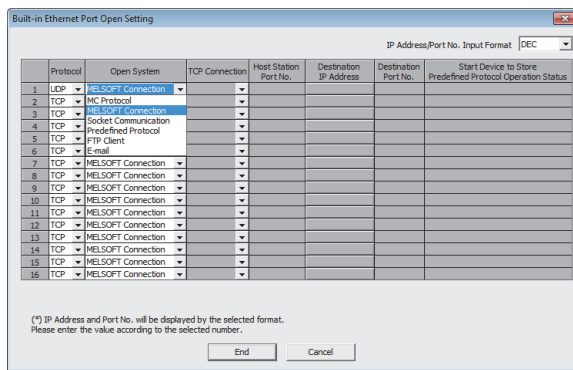 Built-in Ethernet Port Open Setting
IP Address/Port No. Input Format DEC
Protocol Open System TCP Connection Host Station Port No. Destination IP Address Destination Port No. Start Device to Store Predefined Protocol Operation Status
1 UDP MELSOFT Connection
2 TCP MC Protocol
3 TCP MELSOFT Connection
4 TCP Socket Communication
5 TCP Predefined Protocol
FTP Client
6 TCP E-mail
7 TCP MELSOFT Connection
8 TCP MELSOFT Connection
9 TCP MELSOFT Connection
10 TCP MELSOFT Connection
11 TCP MELSOFT Connection
12 TCP MELSOFT Connection
13 TCP MELSOFT Connection
14 TCP MELSOFT Connection
15 TCP MELSOFT Connection
16 TCP MELSOFT Connection
(*) IP Address and Port No. will be displayed by the selected format.
Please enter the value according to the selected number.
End Cancel